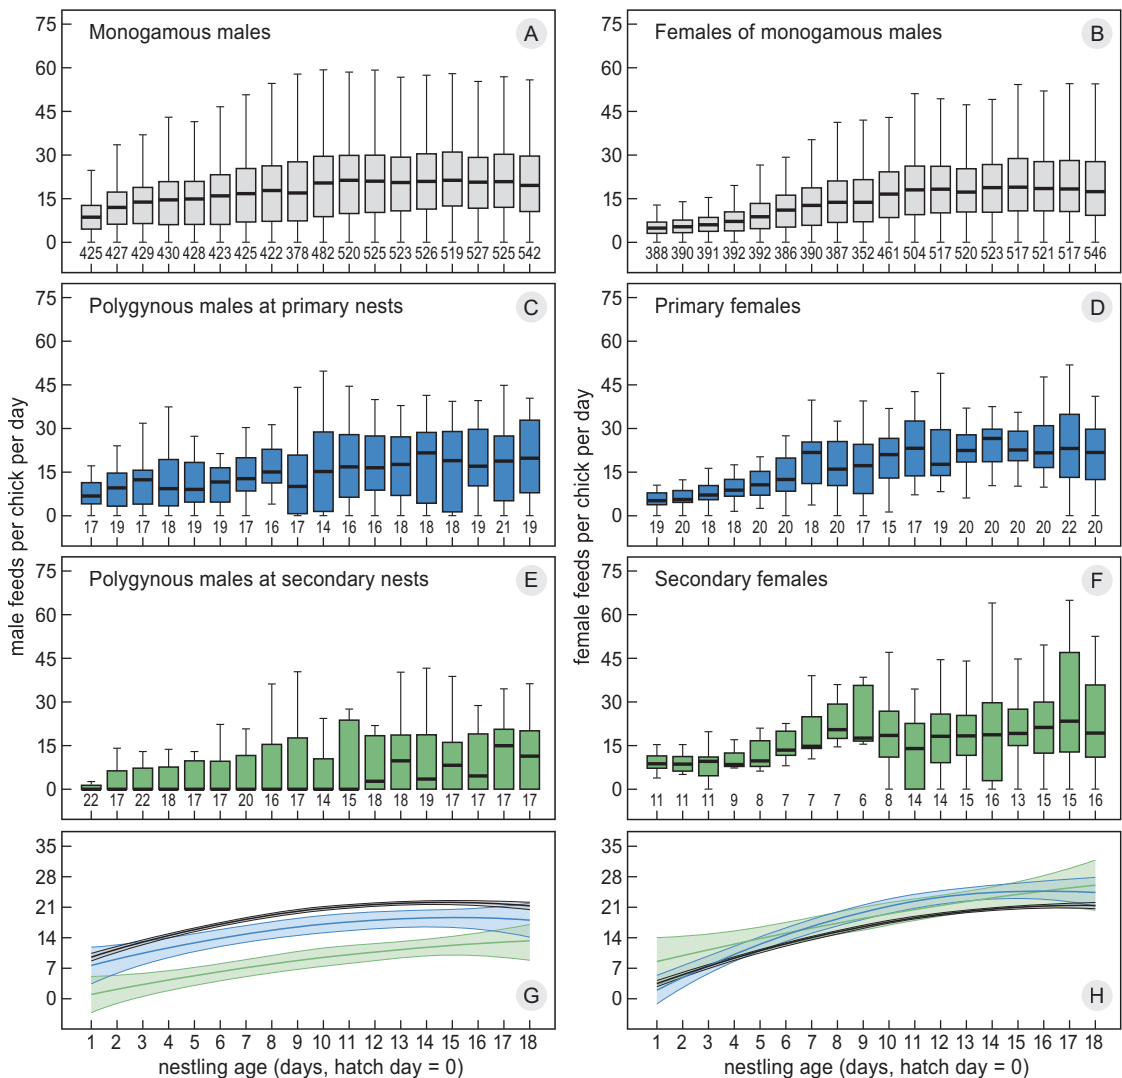 75
60
45
30
15
0
Monogamous males
A
425 427 429 430 428 423 425 422 378 482 520 525 523 526 519 527 525 542
75
60
45
30
15
0
Females of monogamous males
B
388 390 391 392 392 386 390 387 352 461 504 517 520 523 517 521 517 546
male feeds per chick per day
75
60
45
30
15
0
Polygynous males at primary nests
C
17 19 17 18 19 19 17 20 16 17 14 16 16 18 18 18 19 21 19
female feeds per chick per day
75
60
45
30
15
0
Primary females
D
19 20 18 18 20 20 18 20 17 15 17 19 20 20 20 20 22 20
75
60
45
30
15
0
Polygynous males at secondary nests
E
22 17 22 18 17 17 20 16 17 14 15 18 18 19 17 17 17 17
75
60
45
30
15
0
Secondary females
F
11 11 11 9 8 7 7 7 6 8 14 14 15 16 13 15 15 16
35
28
21
14
7
0
G
1 2 3 4 5 6 7 8 9 10 11 12 13 14 15 16 17 18
nestling age (days, hatch day = 0)
35
28
21
14
7
0
H
1 2 3 4 5 6 7 8 9 10 11 12 13 14 15 16 17 18
nestling age (days, hatch day = 0)